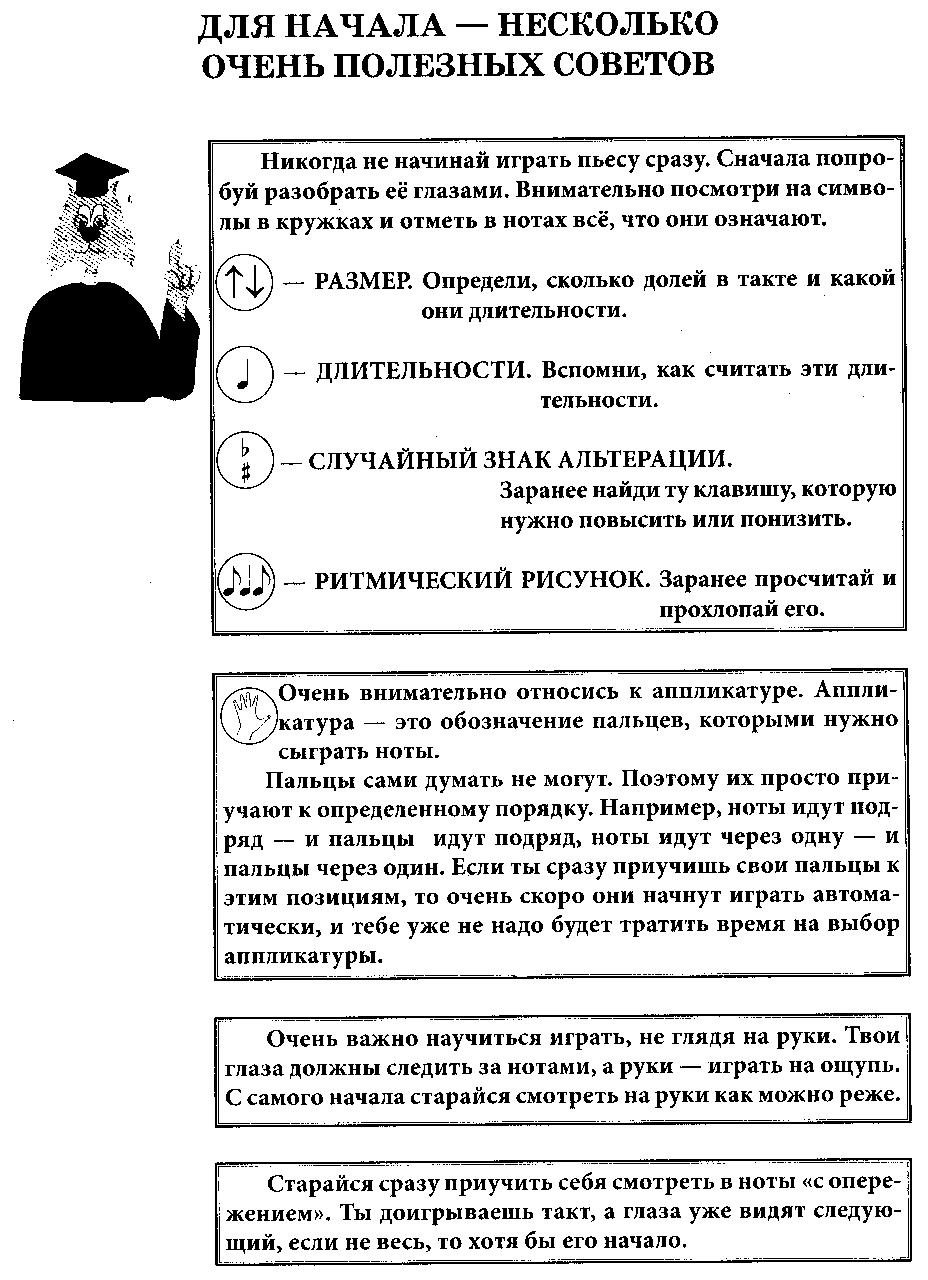 ДЛЯ НАЧАЛА — НЕСКОЛЬКО
ОЧЕНЬ ПОЛЕЗНЫХ СОВЕТОВ
Никогда не начинай играть пьесу сразу. Сначала попро-
буй разобрать её глазами. Внимательно посмотри на симво-
лы в кружках и отметь в нотах всё, что они означают.
— РАЗМЕР. Определи, сколько долей в такте и какой
они длительности.
— ДЛИТЕЛЬНОСТИ. Вспомни, как считать эти дли-
тельности.
— СЛУЧАЙНЫЙ ЗНАК АЛЬТЕРАЦИИ.
Заранее найди ту клавишу, которую
нужно повысить или понизить.
— РИТМИЧЕСКИЙ РИСУНОК. Заранее просчитай и
прохлопай его.
Очень внимательно относись к аппликатуре. Аппли-
катура — это обозначение пальцев, которыми нужно
сыграть ноты.
Пальцы сами думать не могут. Поэтому их просто при-
учают к определенному порядку. Например, ноты идут под-
ряд — и пальцы идут подряд, ноты идут через одну — и
пальцы через один. Если ты сразу приучишь свои пальцы к
этим позициям, то очень скоро они начнут играть автома-
тически, и тебе уже не надо будет тратить время на выбор
аппликатуры.
Очень важно научиться играть, не глядя на руки. Твои
глаза должны следить за нотами, а руки — играть на ощупь.
С самого начала старайся смотреть на руки как можно реже.
Старайся сразу приучить себя смотреть в ноты «с опере-
жением». Ты доигрываешь такт, а глаза уже видят следую-
щий, если не весь, то хотя бы его начало.